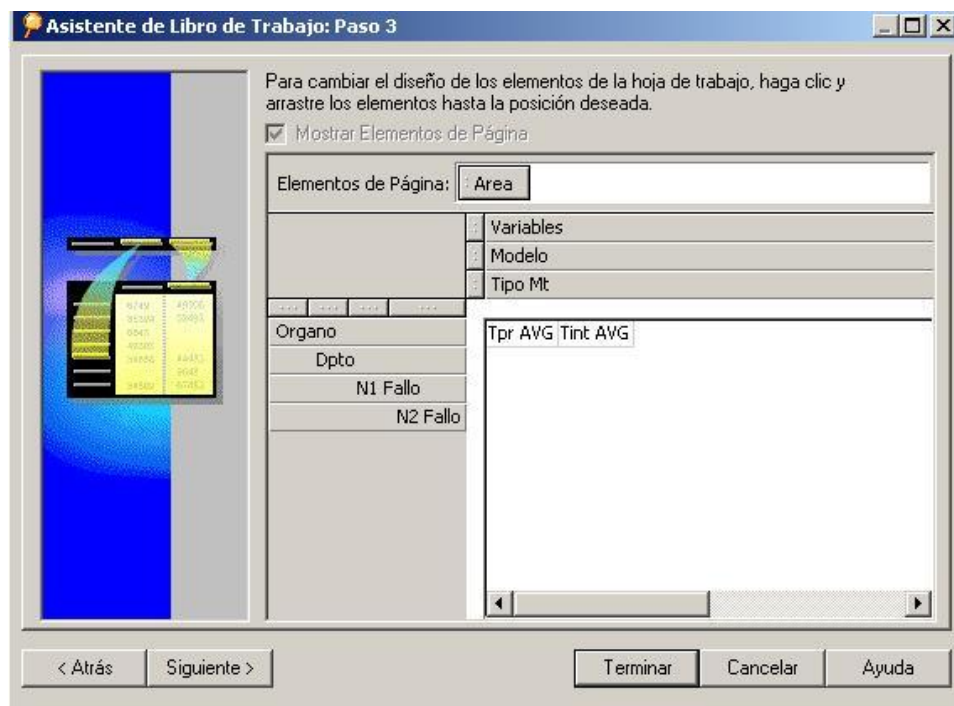 Asistente de Libro de Trabajo: Paso 3
Para cambiar el diseño de los elementos de la hoja de trabajo, haga clic y
arrastre los elementos hasta la posición deseada.
Mostrar Elementos de Página
Elementos de Página: Area
Variables
Modelo
Tipo Mt
Organo
Dpto
N1 Fallo
N2 Fallo
Tpr AVG Tint AVG
< Atrás Siguiente > Terminar Cancelar Ayuda